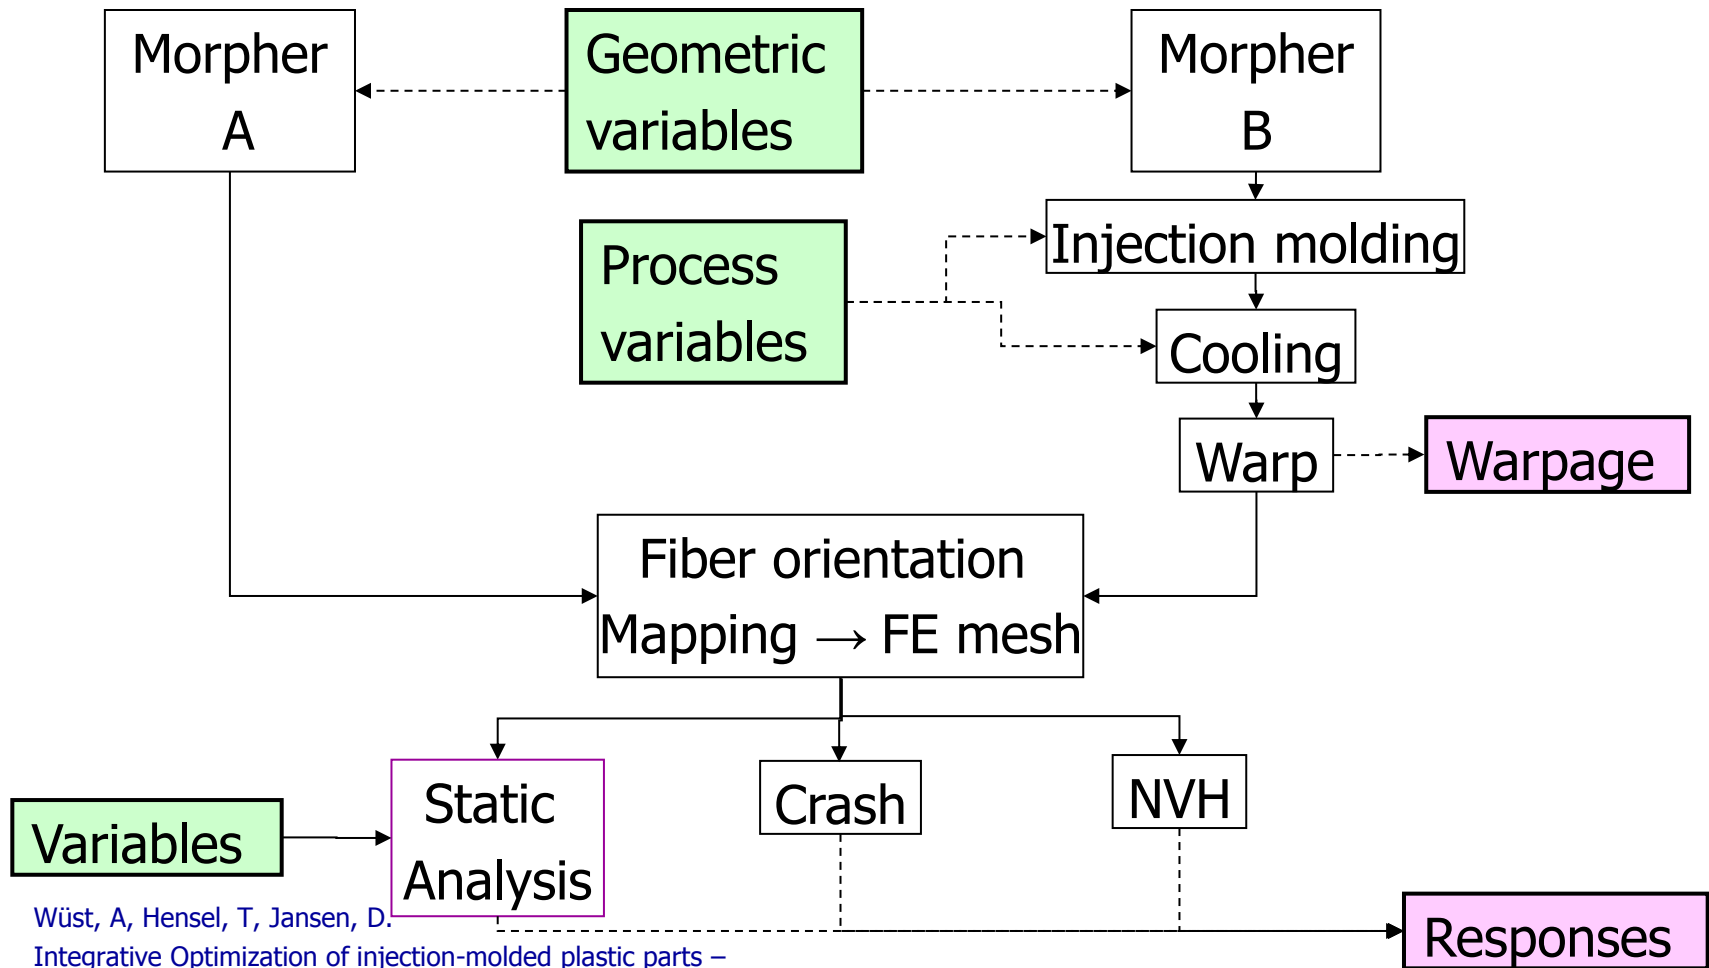 Morpher
A
Geometric
variables
Morpher
B
Process
variables
Injection molding
Cooling
Warp
Warpage
Fiber orientation
Mapping → FE mesh
Variables
Static
Analysis
Crash
NVH
Responses
Wüst, A, Hensel, T, Jansen, D.
Integrative Optimization of injection-molded plastic parts –